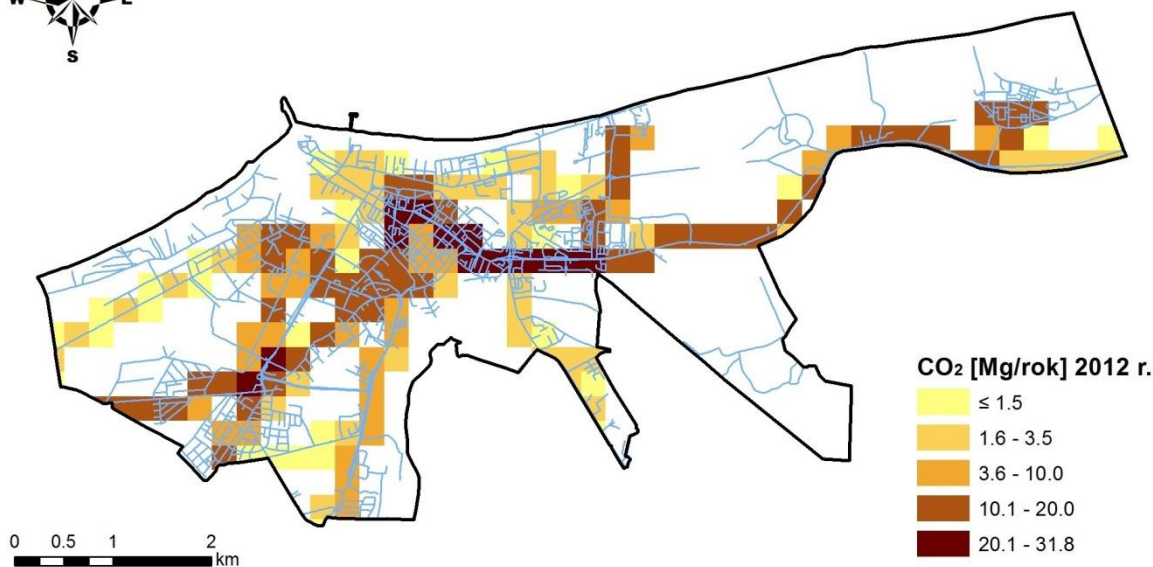 W E
S
CO₂ [Mg/rok] 2012 r.
≤ 1.5
1.6 - 3.5
3.6 - 10.0
10.1 - 20.0
20.1 - 31.8
0 0.5 1 2
km